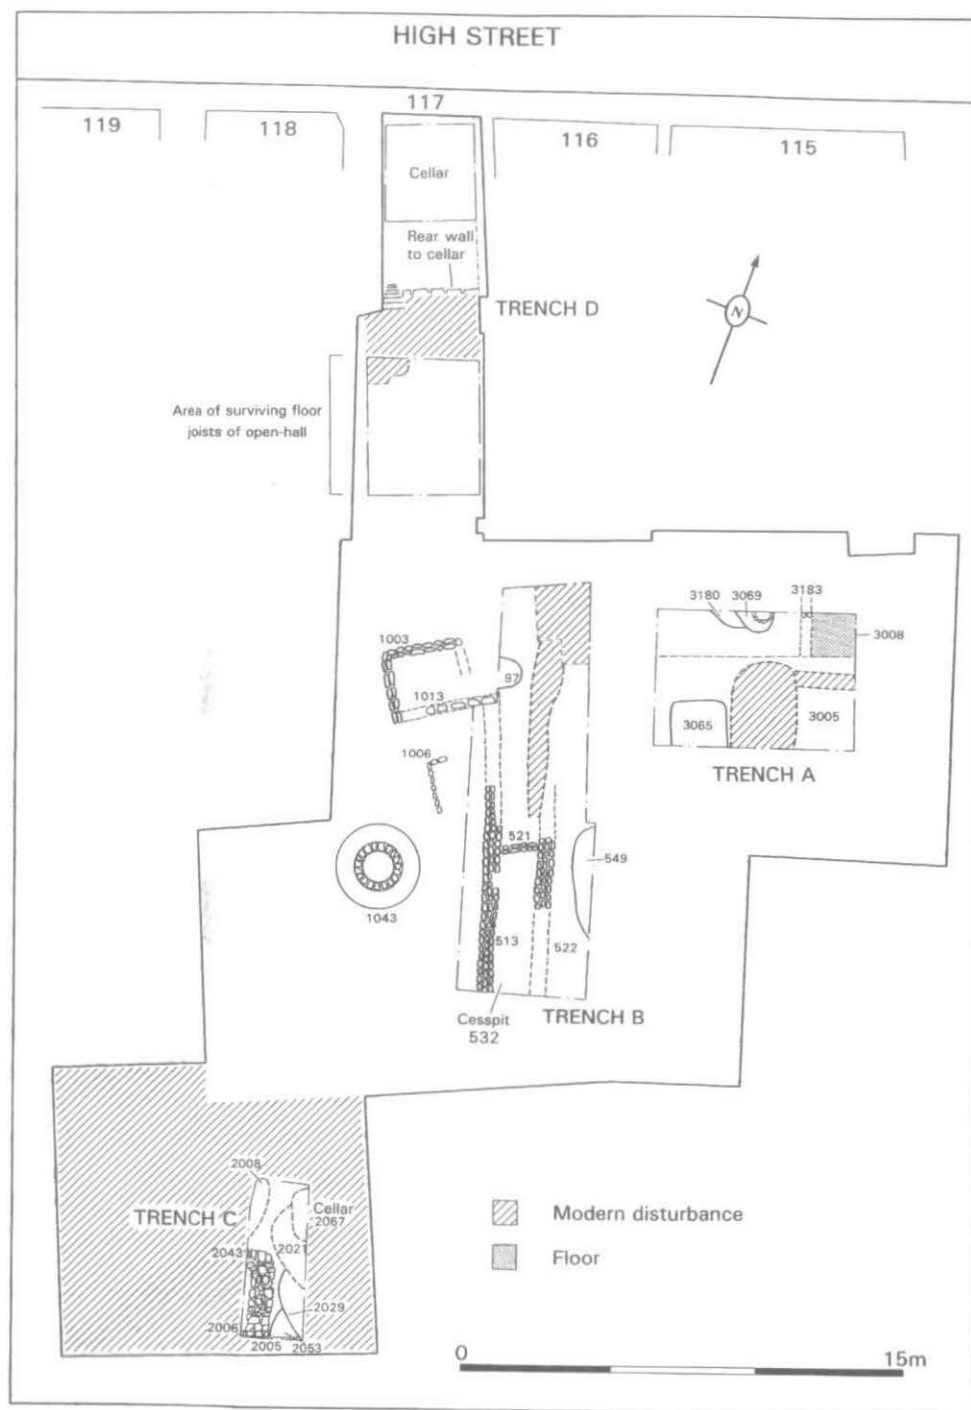 HIGH STREET
119
118
117
116
115
Cellar
Rear wall
to cellar
TRENCH D
N
Area of surviving floor
joists of open-hall
3180
3069
3183
3008
3065
3005
TRENCH A
1003
97
1013
1006
521
549
1043
513
522
Cesspit
532
TRENCH B
2008
TRENCH C
Cellar
2067
2043
2021
2029
2006
2005
2053
Modern disturbance
Floor
0
15m